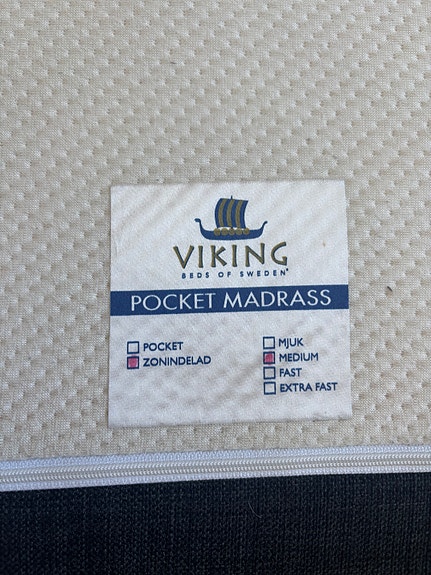 VIKING
BEDS OF SWEDEN®
POCKET MADRASS
POCKET
ZONINDELAD
MJUK
MEDIUM
FAST
EXTRA FAST